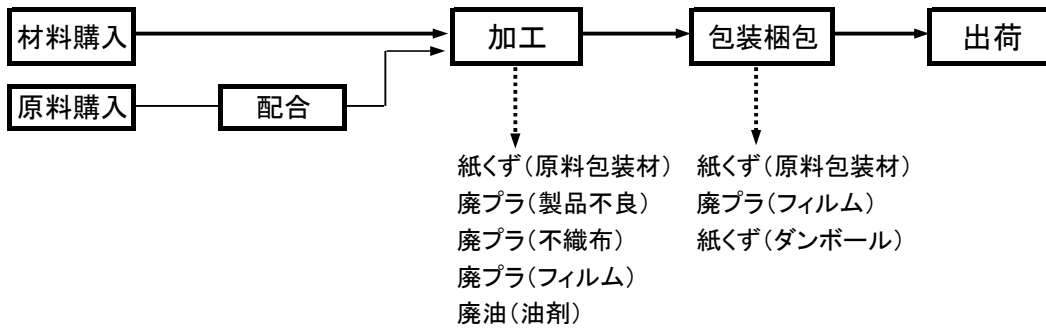 材料購入
加工
包装梱包
出荷
原料購入
配合
紙くず(原料包装材)
廃プラ(製品不良)
廃プラ(不織布)
廃プラ(フィルム)
廃油(油剤)
紙くず(原料包装材)
廃プラ(フィルム)
紙くず(ダンボール)